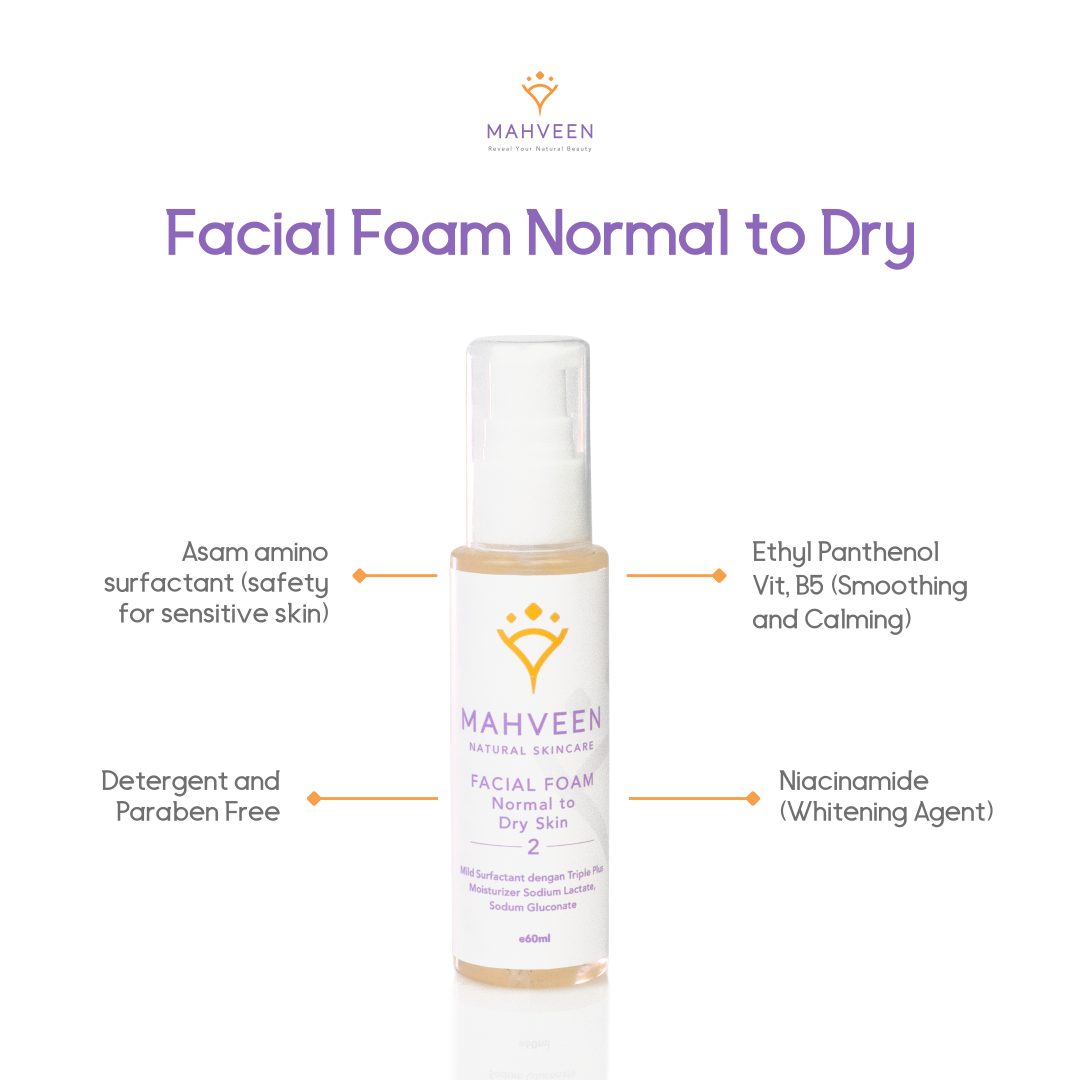 MAHVEEN
Reveal Your Natural Beauty
Facial Foam Normal to Dry
Asam amino
surfactant (safety
for sensitive skin)
Ethyl Panthenol
Vit, B5 (Smoothing
and Calming)
Detergent and
Paraben Free
Niacinamide
(Whitening Agent)
MAHVEEN
NATURAL SKINCARE
FACIAL FOAM
Normal to
Dry Skin
2
Mild Surfactant dengan Triple Plus
Moisturizer Sodium Lactate,
Sodum Gluconate
e60ml